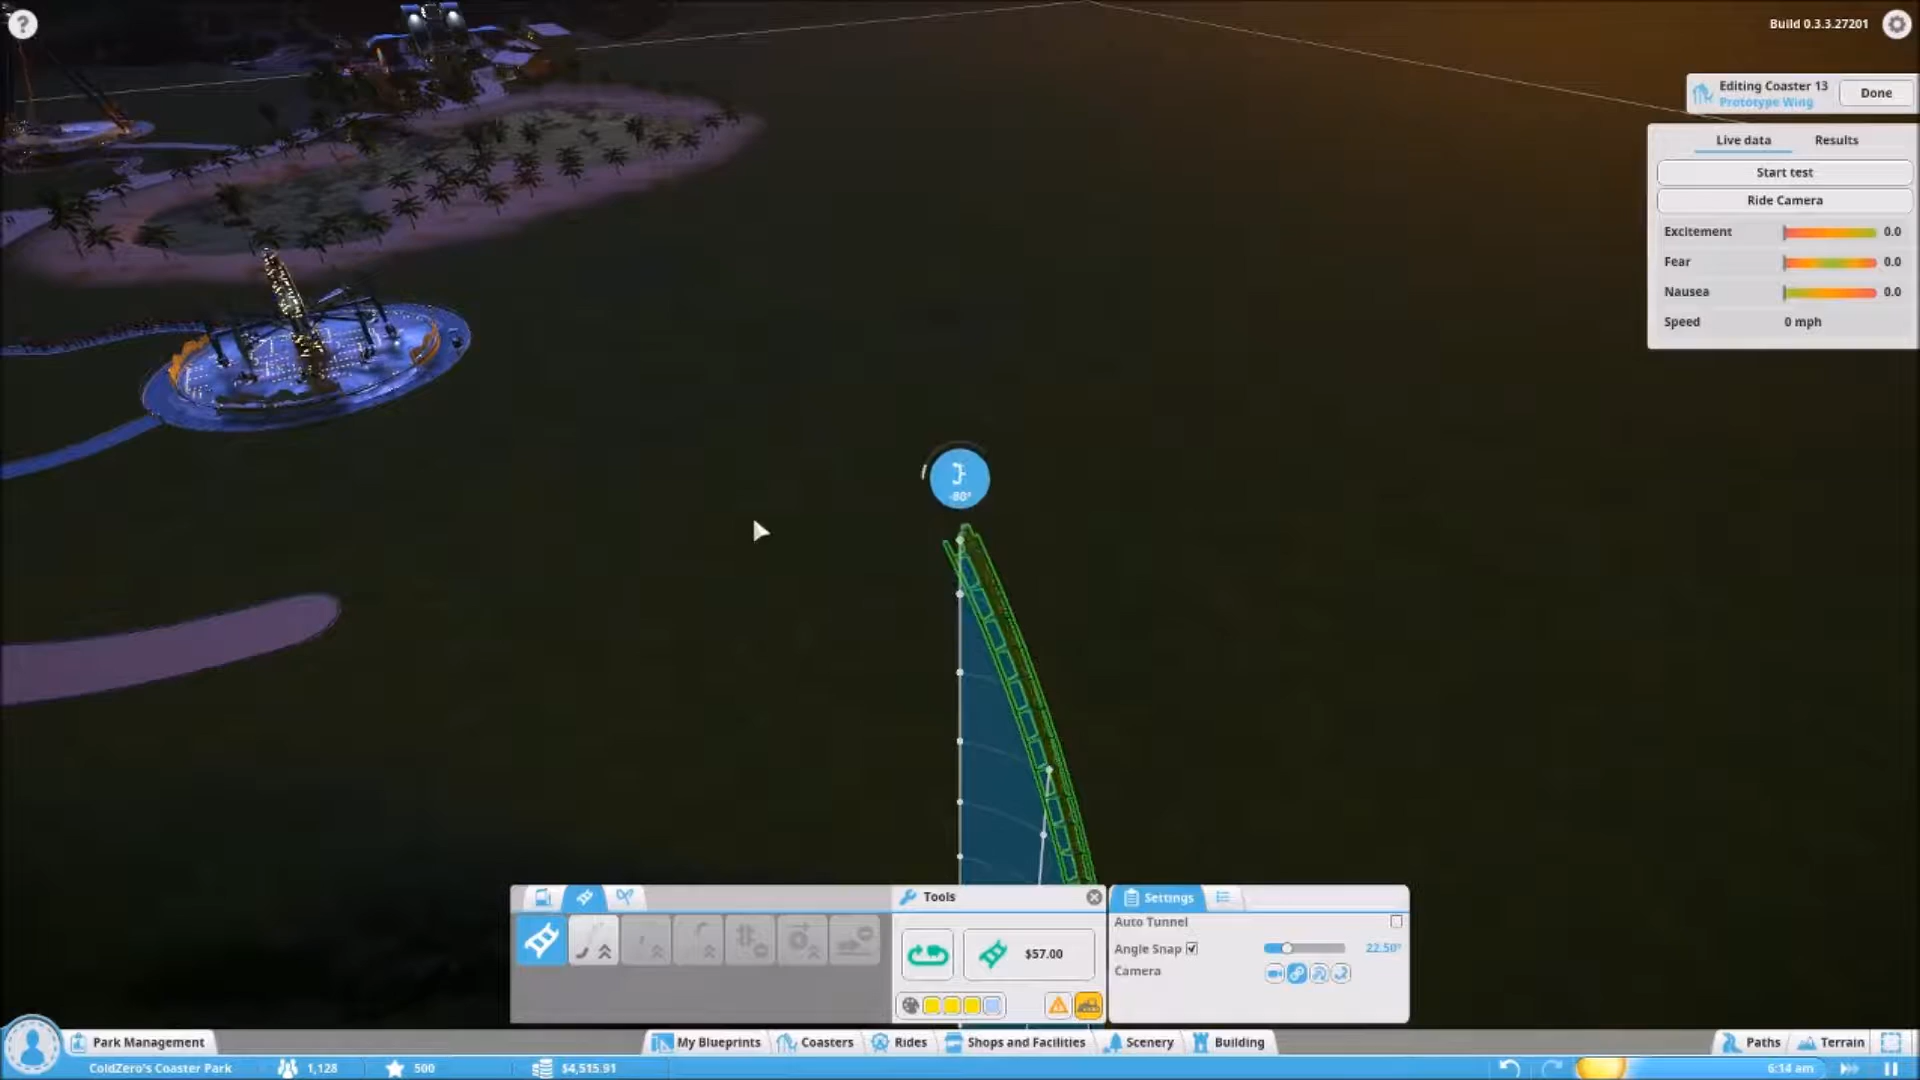 ?
Build 0.3.3.27201
Editing Coaster 13
Prototype Wing
Done
Live data
Results
Start test
Ride Camera
Excitement 0.0
Fear 0.0
Nausea 0.0
Speed 0 mph
-80°
Tools
Settings
Auto Tunnel
Angle Snap 22.50°
Camera
$57.00
Park Management
My Blueprints
Coasters
Rides
Shops and Facilities
Scenery
Building
Paths
Terrain
ColdZero's Coaster Park
1,128
500
$4,515.91
6:14 am